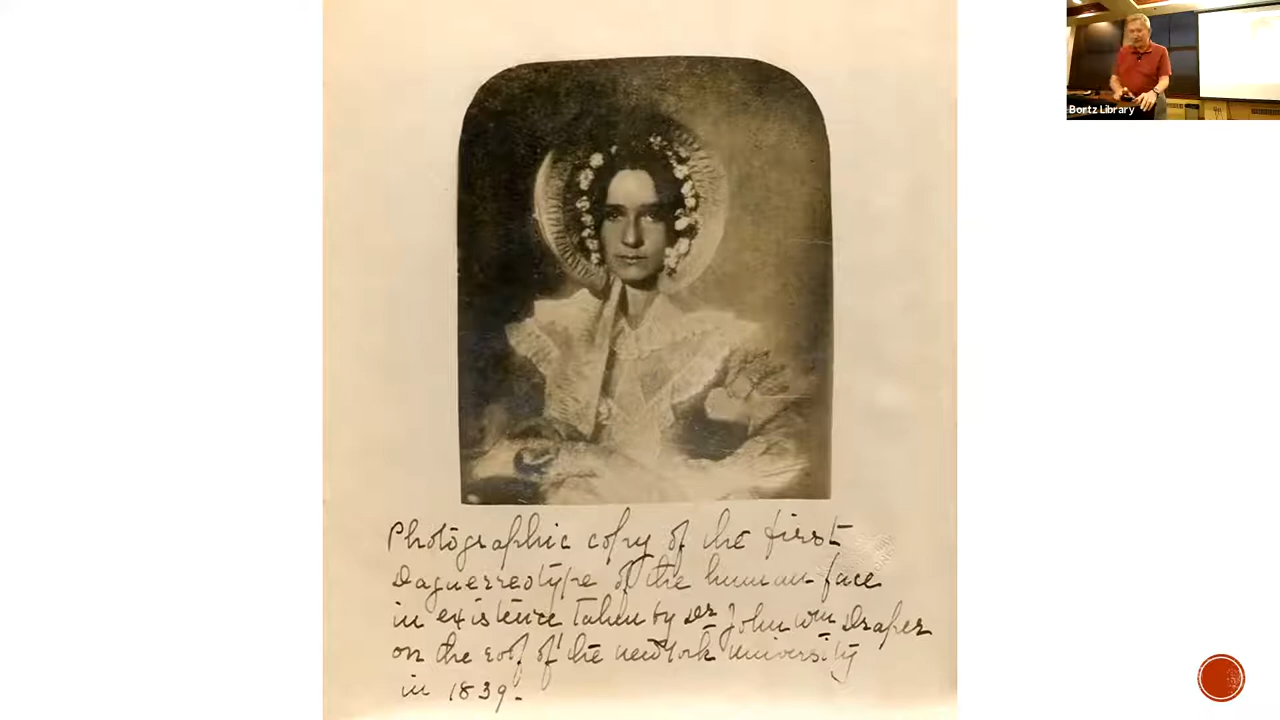 Bortz Library
Photographic copy of the first
Daguerreotype of the human face
in existence taken by Dr John Wm Draper
on the roof of the New York University
in 1839.